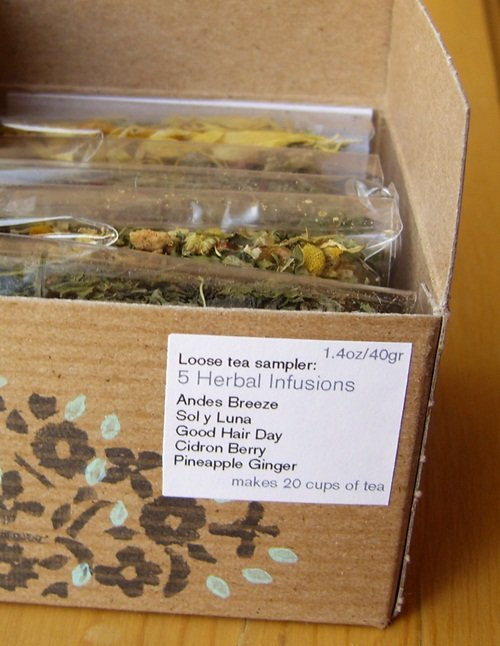 1.4oz/40gr
Loose tea sampler:
5 Herbal Infusions
Andes Breeze
Sol y Luna
Good Hair Day
Cidron Berry
Pineapple Ginger
makes 20 cups of tea